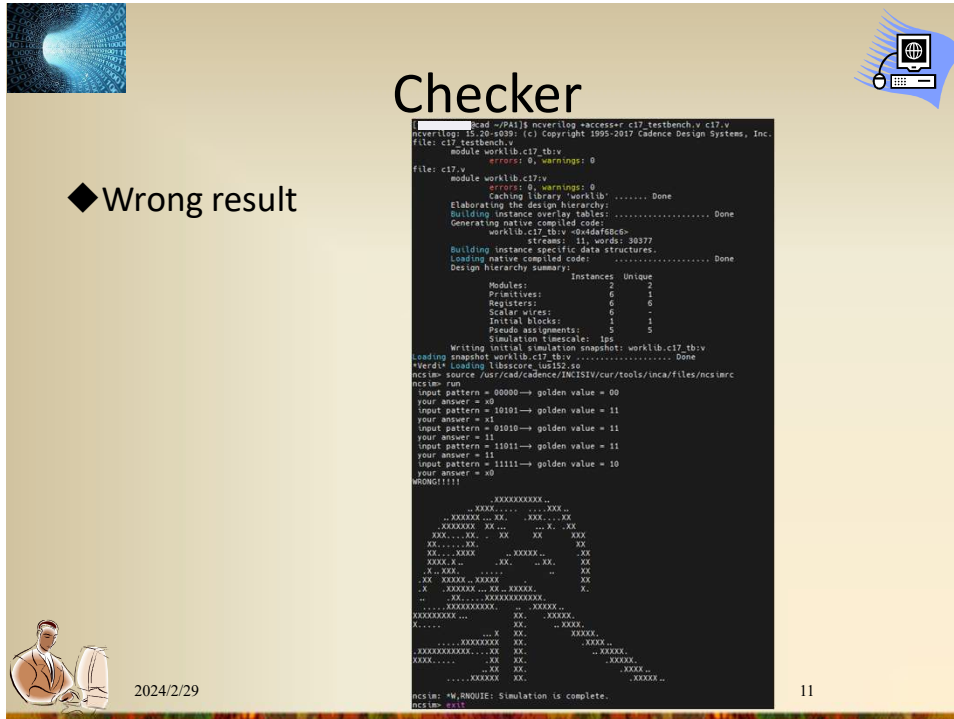 Checker
◆Wrong result
[ @cad ~/PA1]$ ncverilog +access+r c17_testbench.v c17.v
ncverilog: 15.20-s039: (c) Copyright 1995-2017 Cadence Design Systems, Inc.
file: c17_testbench.v
module worklib.c17_tb:v
errors: 0, warnings: 0
file: c17.v
module worklib.c17:v
errors: 0, warnings: 0
Caching library 'worklib' ....... Done
Elaborating the design hierarchy:
Building instance overlay tables: .................... Done
Generating native compiled code:
worklib.c17_tb:v <0x4daf68c6>
streams: 11, words: 30377
Building instance specific data structures.
Loading native compiled code: .................... Done
Design hierarchy summary:
Instances Unique
Modules: 2 2
Primitives: 6 1
Registers: 6 6
Scalar wires: 6 -
Initial blocks: 1 1
Pseudo assignments: 5 5
Simulation timescale: 1ps
Writing initial simulation snapshot: worklib.c17_tb:v
Loading snapshot worklib.c17_tb:v .................... Done
*Verdi* Loading libsscore_ius152.so
ncsim> source /usr/cad/cadence/INCISIV/cur/tools/inca/files/ncsimrc
ncsim> run
input pattern = 00000—> golden value = 00
your answer = x0
input pattern = 10101—> golden value = 11
your answer = x1
input pattern = 01010—> golden value = 11
your answer = 11
input pattern = 11011—> golden value = 11
your answer = 11
input pattern = 11111—> golden value = 10
your answer = x0
WRONG!!!!!
ncsim: *W,RNQUIE: Simulation is complete.
ncsim> exit
2024/2/29
11